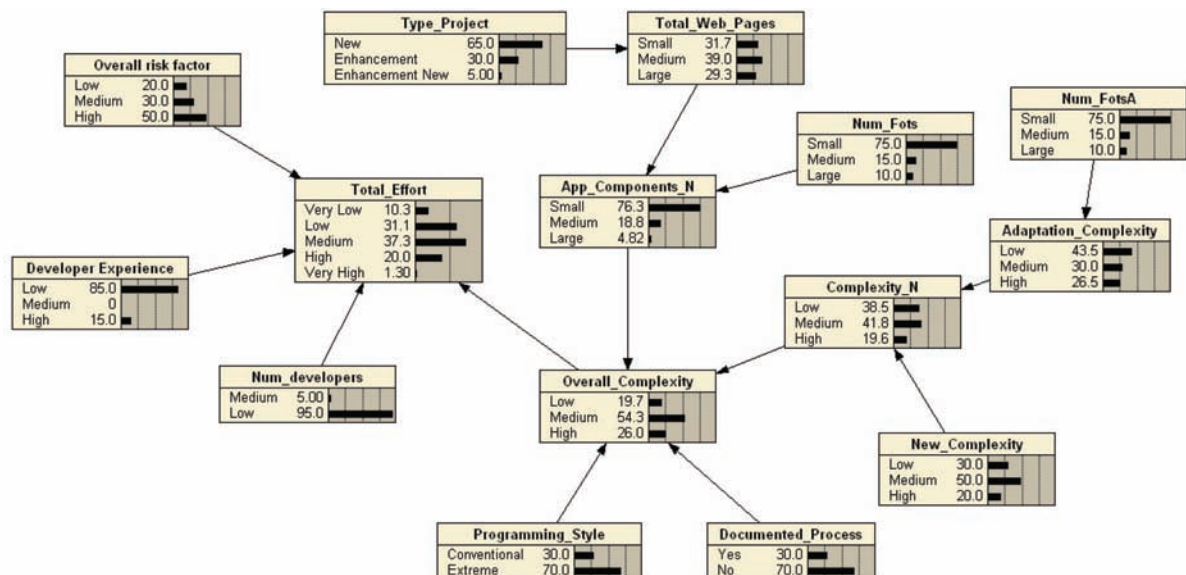 Type_Project
New 65.0
Enhancement 30.0
Enhancement New 5.00
Total_Web_Pages
Small 31.7
Medium 39.0
Large 29.3
Overall risk factor
Low 20.0
Medium 30.0
High 50.0
Num_FotsA
Small 75.0
Medium 15.0
Large 10.0
Num_Fots
Small 75.0
Medium 15.0
Large 10.0
Total_Effort
Very Low 10.3
Low 31.1
Medium 37.3
High 20.0
Very High 1.30
App_Components_N
Small 76.3
Medium 18.8
Large 4.82
Adaptation_Complexity
Low 43.5
Medium 30.0
High 26.5
Developer Experience
Low 85.0
Medium 0
High 15.0
Complexity_N
Low 38.5
Medium 41.8
High 19.6
Num_developers
Medium 5.00
Low 95.0
Overall_Complexity
Low 19.7
Medium 54.3
High 26.0
New_Complexity
Low 30.0
Medium 50.0
High 20.0
Programming_Style
Conventional 30.0
Extreme 70.0
Documented_Process
Yes 30.0
No 70.0